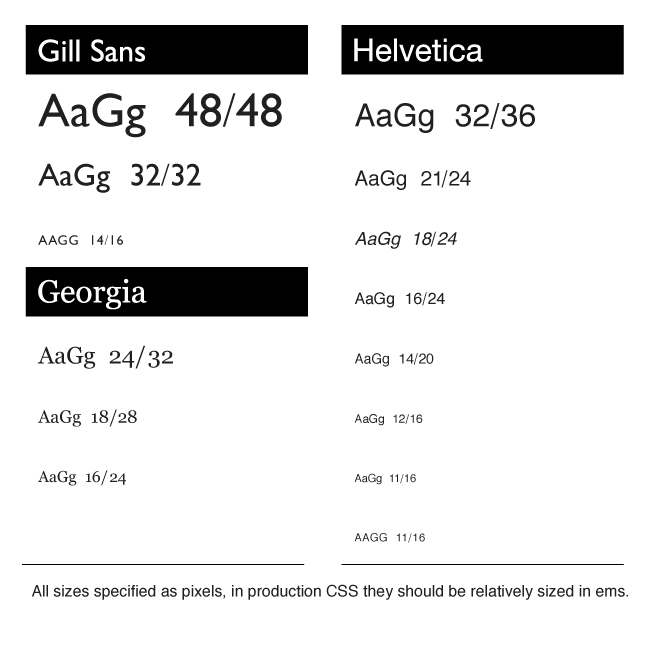 Gill Sans
AaGg 48/48
AaGg 32/32
AAGG 14/16
Georgia
AaGg 24/32
AaGg 18/28
AaGg 16/24
Helvetica
AaGg 32/36
AaGg 21/24
AaGg 18/24
AaGg 16/24
AaGg 14/20
AaGg 12/16
AaGg 11/16
AAGG 11/16
All sizes specified as pixels, in production CSS they should be relatively sized in ems.